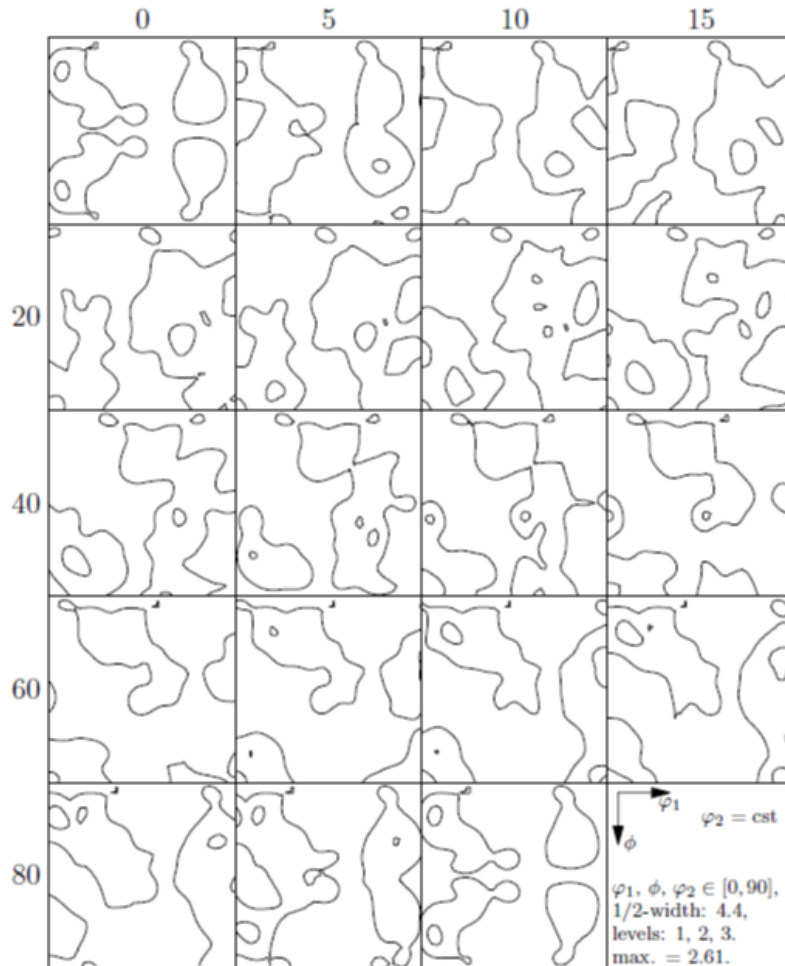 0 5 10 15
20
40
60
80
φ₁
φ₂ = cst
ϕ
φ₁, ϕ, φ₂ ∈ [0, 90],
1/2-width: 4.4,
levels: 1, 2, 3.
max. = 2.61.